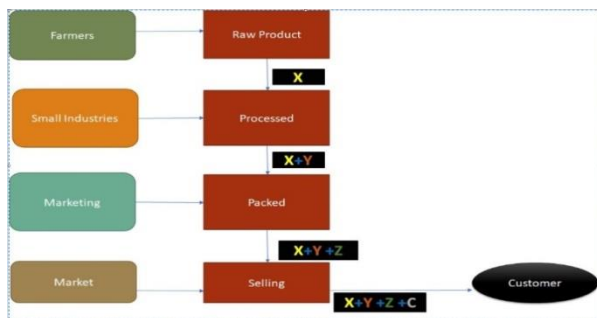 Farmers
Raw Product
X
Small Industries
Processed
X+Y
Marketing
Packed
X+Y +Z
Market
Selling
X+Y +Z +C
Customer